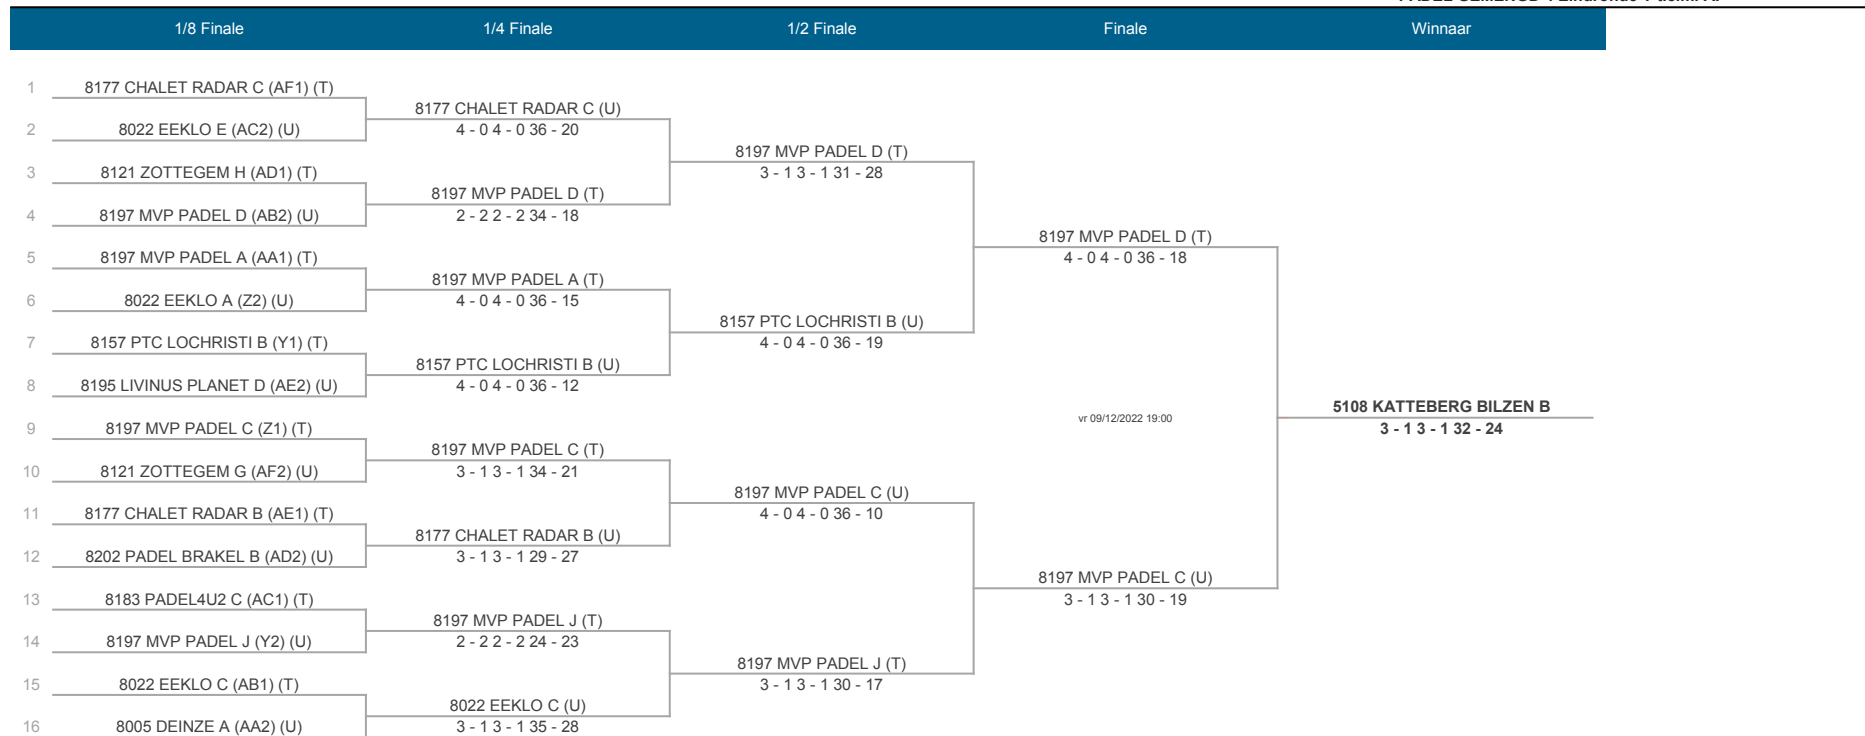 1/8 Finale 1/4 Finale 1/2 Finale Finale Winnaar
1 8177 CHALET RADAR C (AF1) (T)
8177 CHALET RADAR C (U)
4 - 0 4 - 0 36 - 20
2 8022 EEKLO E (AC2) (U)
8197 MVP PADEL D (T)
3 - 1 3 - 1 31 - 28
3 8121 ZOTTEGEM H (AD1) (T)
8197 MVP PADEL D (T)
2 - 2 2 - 2 34 - 18
4 8197 MVP PADEL D (AB2) (U)
8197 MVP PADEL D (T)
4 - 0 4 - 0 36 - 18
5 8197 MVP PADEL A (AA1) (T)
8197 MVP PADEL A (T)
4 - 0 4 - 0 36 - 15
6 8022 EEKLO A (Z2) (U)
8157 PTC LOCHRISTI B (U)
4 - 0 4 - 0 36 - 19
7 8157 PTC LOCHRISTI B (Y1) (T)
8157 PTC LOCHRISTI B (U)
4 - 0 4 - 0 36 - 12
8 8195 LIVINUS PLANET D (AE2) (U)
5108 KATTEBERG BILZEN B
3 - 1 3 - 1 32 - 24
vr 09/12/2022 19:00
9 8197 MVP PADEL C (Z1) (T)
8197 MVP PADEL C (T)
3 - 1 3 - 1 34 - 21
10 8121 ZOTTEGEM G (AF2) (U)
8197 MVP PADEL C (U)
4 - 0 4 - 0 36 - 10
11 8177 CHALET RADAR B (AE1) (T)
8177 CHALET RADAR B (U)
3 - 1 3 - 1 29 - 27
12 8202 PADEL BRAKEL B (AD2) (U)
8197 MVP PADEL C (U)
3 - 1 3 - 1 30 - 19
13 8183 PADEL4U2 C (AC1) (T)
8197 MVP PADEL J (T)
2 - 2 2 - 2 24 - 23
14 8197 MVP PADEL J (Y2) (U)
8197 MVP PADEL J (T)
3 - 1 3 - 1 30 - 17
15 8022 EEKLO C (AB1) (T)
8022 EEKLO C (U)
3 - 1 3 - 1 35 - 28
16 8005 DEINZE A (AA2) (U)